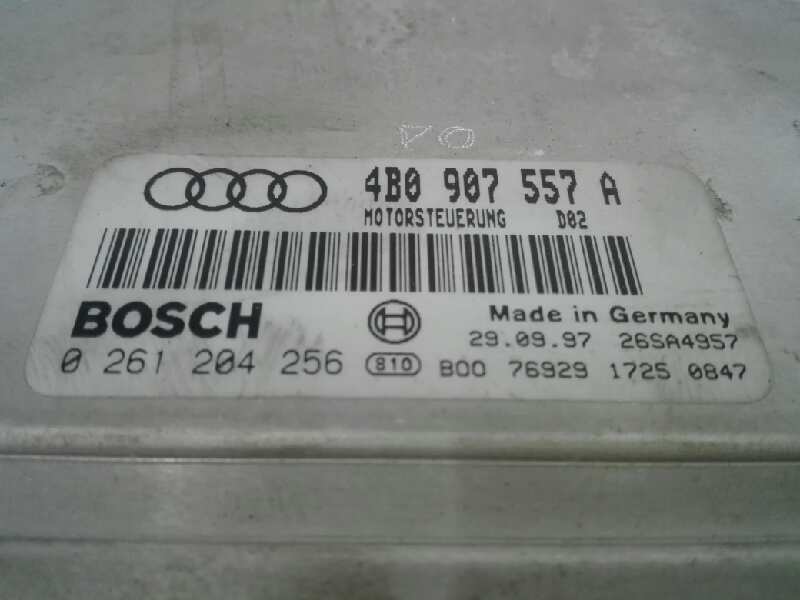 4B0 907 557 A
MOTORSTEUERUNG D02
BOSCH
Made in Germany
29.09.97 26SA4957
0 261 204 256 810 B00 76929 1725 0847